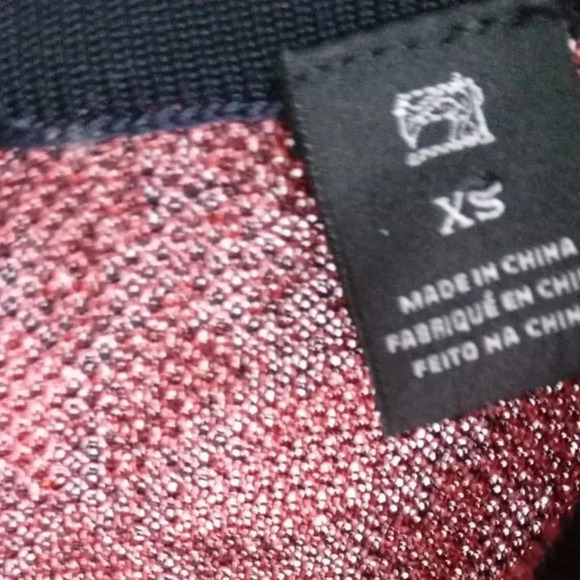 XS
MADE IN CHINA
FABRIQUÉ EN CHI
FEITO NA CHIN